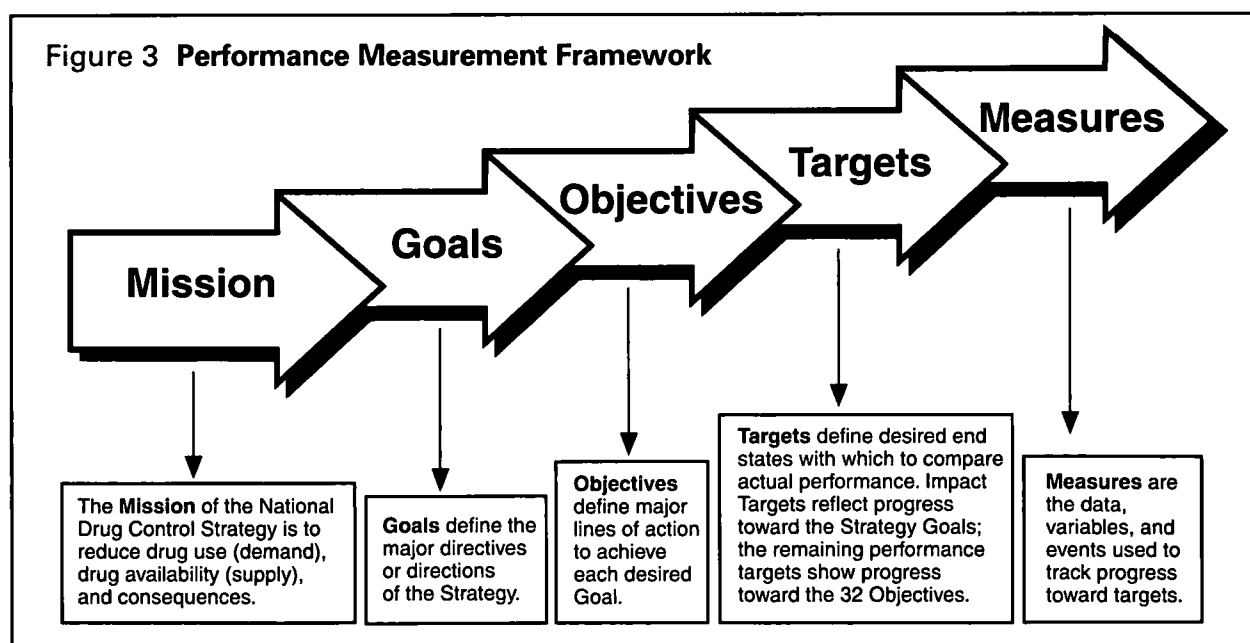 Figure 3 Performance Measurement Framework
Mission
Goals
Objectives
Targets
Measures
The Mission of the National
Drug Control Strategy is to
reduce drug use (demand),
drug availability (supply),
and consequences.
Goals define the
major directives
or directions
of the Strategy.
Objectives
define major
lines of action
to achieve
each desired
Goal.
Targets define desired end
states with which to compare
actual performance. Impact
Targets reflect progress
toward the Strategy Goals;
the remaining performance
targets show progress
toward the 32 Objectives.
Measures are
the data,
variables, and
events used to
track progress
toward targets.